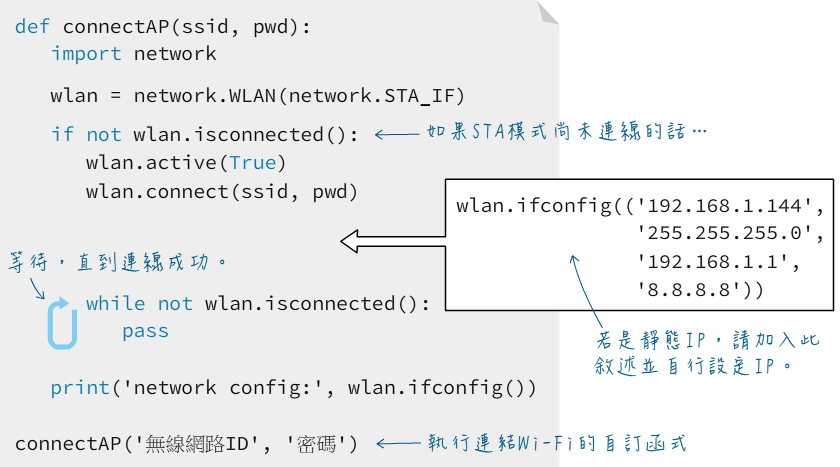 def connectAP(ssid, pwd):
import network
wlan = network.WLAN(network.STA_IF)
if not wlan.isconnected():
如果STA模式尚未連線的話…
wlan.active(True)
wlan.connect(ssid, pwd)
wlan.ifconfig(('192.168.1.144',
'255.255.255.0',
'192.168.1.1',
'8.8.8.8'))
等待，直到連線成功。
while not wlan.isconnected():
pass
若是靜態IP，請加入此
敘述並自行設定IP。
print('network config:', wlan.ifconfig())
connectAP('無線網路ID', '密碼')
執行連結Wi-Fi的自訂函式